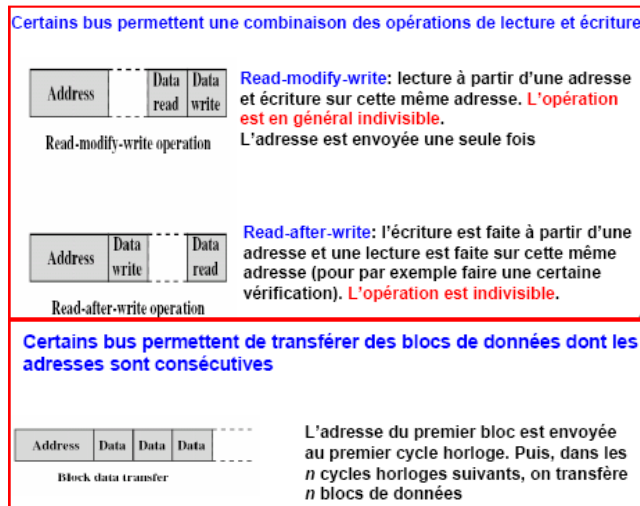 Certains bus permettent une combinaison des opérations de lecture et écriture
Address
Data read
Data write
Read-modify-write operation
Read-modify-write: lecture à partir d'une adresse
et écriture sur cette même adresse. L'opération
est en général indivisible.
L'adresse est envoyée une seule fois
Address
Data write
Data read
Read-after-write operation
Read-after-write: l'écriture est faite à partir d'une
adresse et une lecture est faite sur cette même
adresse (pour par exemple faire une certaine
vérification). L'opération est indivisible.
Certains bus permettent de transférer des blocs de données dont les
adresses sont consécutives
Address Data Data Data
Block data transfer
L'adresse du premier bloc est envoyée
au premier cycle horloge. Puis, dans les
n cycles horloges suivants, on transfère
n blocs de données